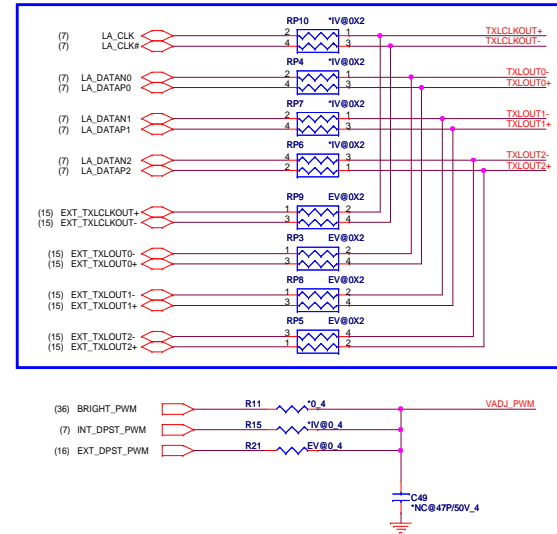 RP10 *IV@0X2
(7) LA_CLK 2 1 TXLCLKOUT+
(7) LA_CLK# 4 3 TXLCLKOUT-
RP4 *IV@0X2
(7) LA_DATAN0 2 1 TXLOUT0-
(7) LA_DATAP0 4 3 TXLOUT0+
RP7 *IV@0X2
(7) LA_DATAN1 2 1 TXLOUT1-
(7) LA_DATAP1 4 3 TXLOUT1+
RP6 *IV@0X2
(7) LA_DATAN2 4 3 TXLOUT2-
(7) LA_DATAP2 2 1 TXLOUT2+
RP9 EV@0X2
(15) EXT_TXLCLKOUT+ 1 2
(15) EXT_TXLCLKOUT- 3 4
RP3 EV@0X2
(15) EXT_TXLOUT0- 1 2
(15) EXT_TXLOUT0+ 3 4
RP8 EV@0X2
(15) EXT_TXLOUT1- 1 2
(15) EXT_TXLOUT1+ 3 4
RP5 EV@0X2
(15) EXT_TXLOUT2- 3 4
(15) EXT_TXLOUT2+ 1 2
(36) BRIGHT_PWM R11 *0_4 VADJ_PWM
(7) INT_DPST_PWM R15 *IV@0_4
(16) EXT_DPST_PWM R21 EV@0_4
C49
*NC@47P/50V_4